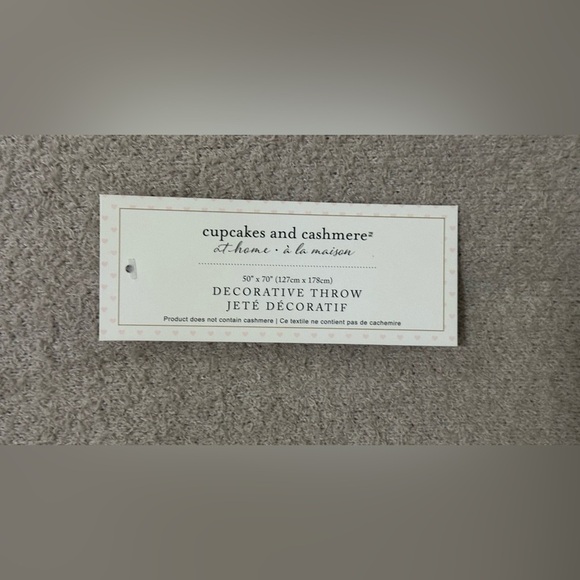 cupcakes and cashmere²
at home · à la maison
50" x 70" (127cm x 178cm)
DECORATIVE THROW
JETÉ DÉCORATIF
Product does not contain cashmere | Ce textile ne contient pas de cachemire